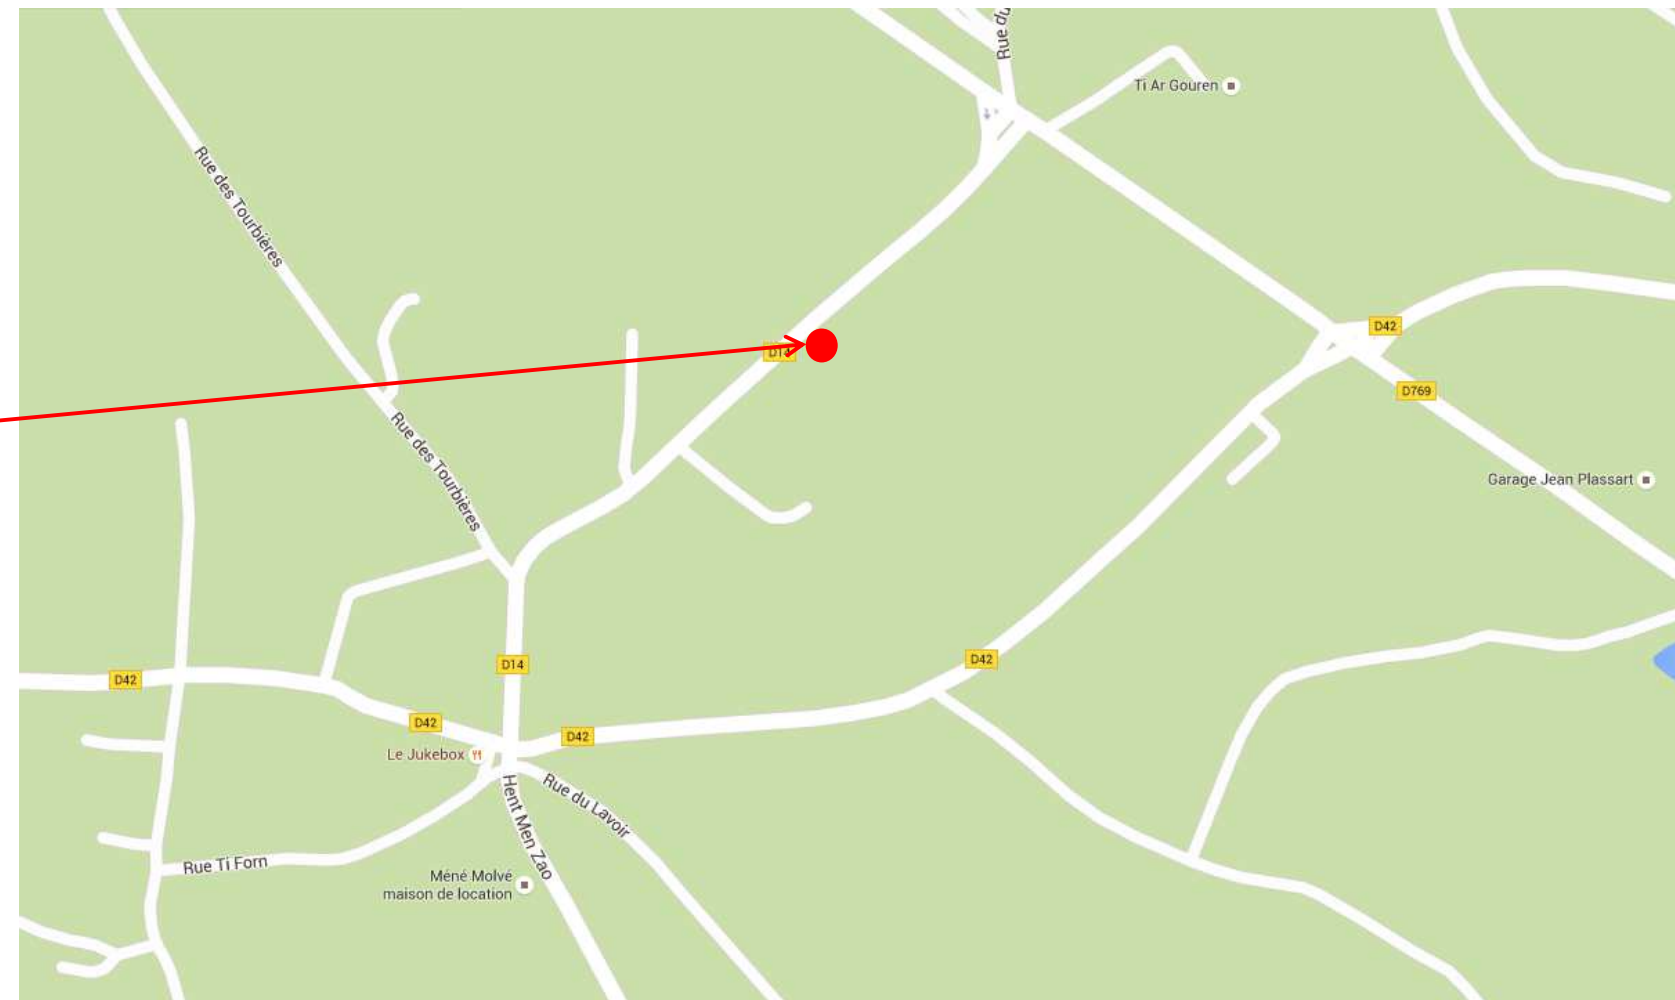 Rue du
Ti Ar Gouren
Rue des Tourbières
D42
D14
D769
Rue des Tourbières
Garage Jean Plassart
D42
D14
D42
D42
D42
Le Jukebox
Hent Men Zao
Rue du Lavoir
Rue Ti Forn
Méné Molvé
maison de location